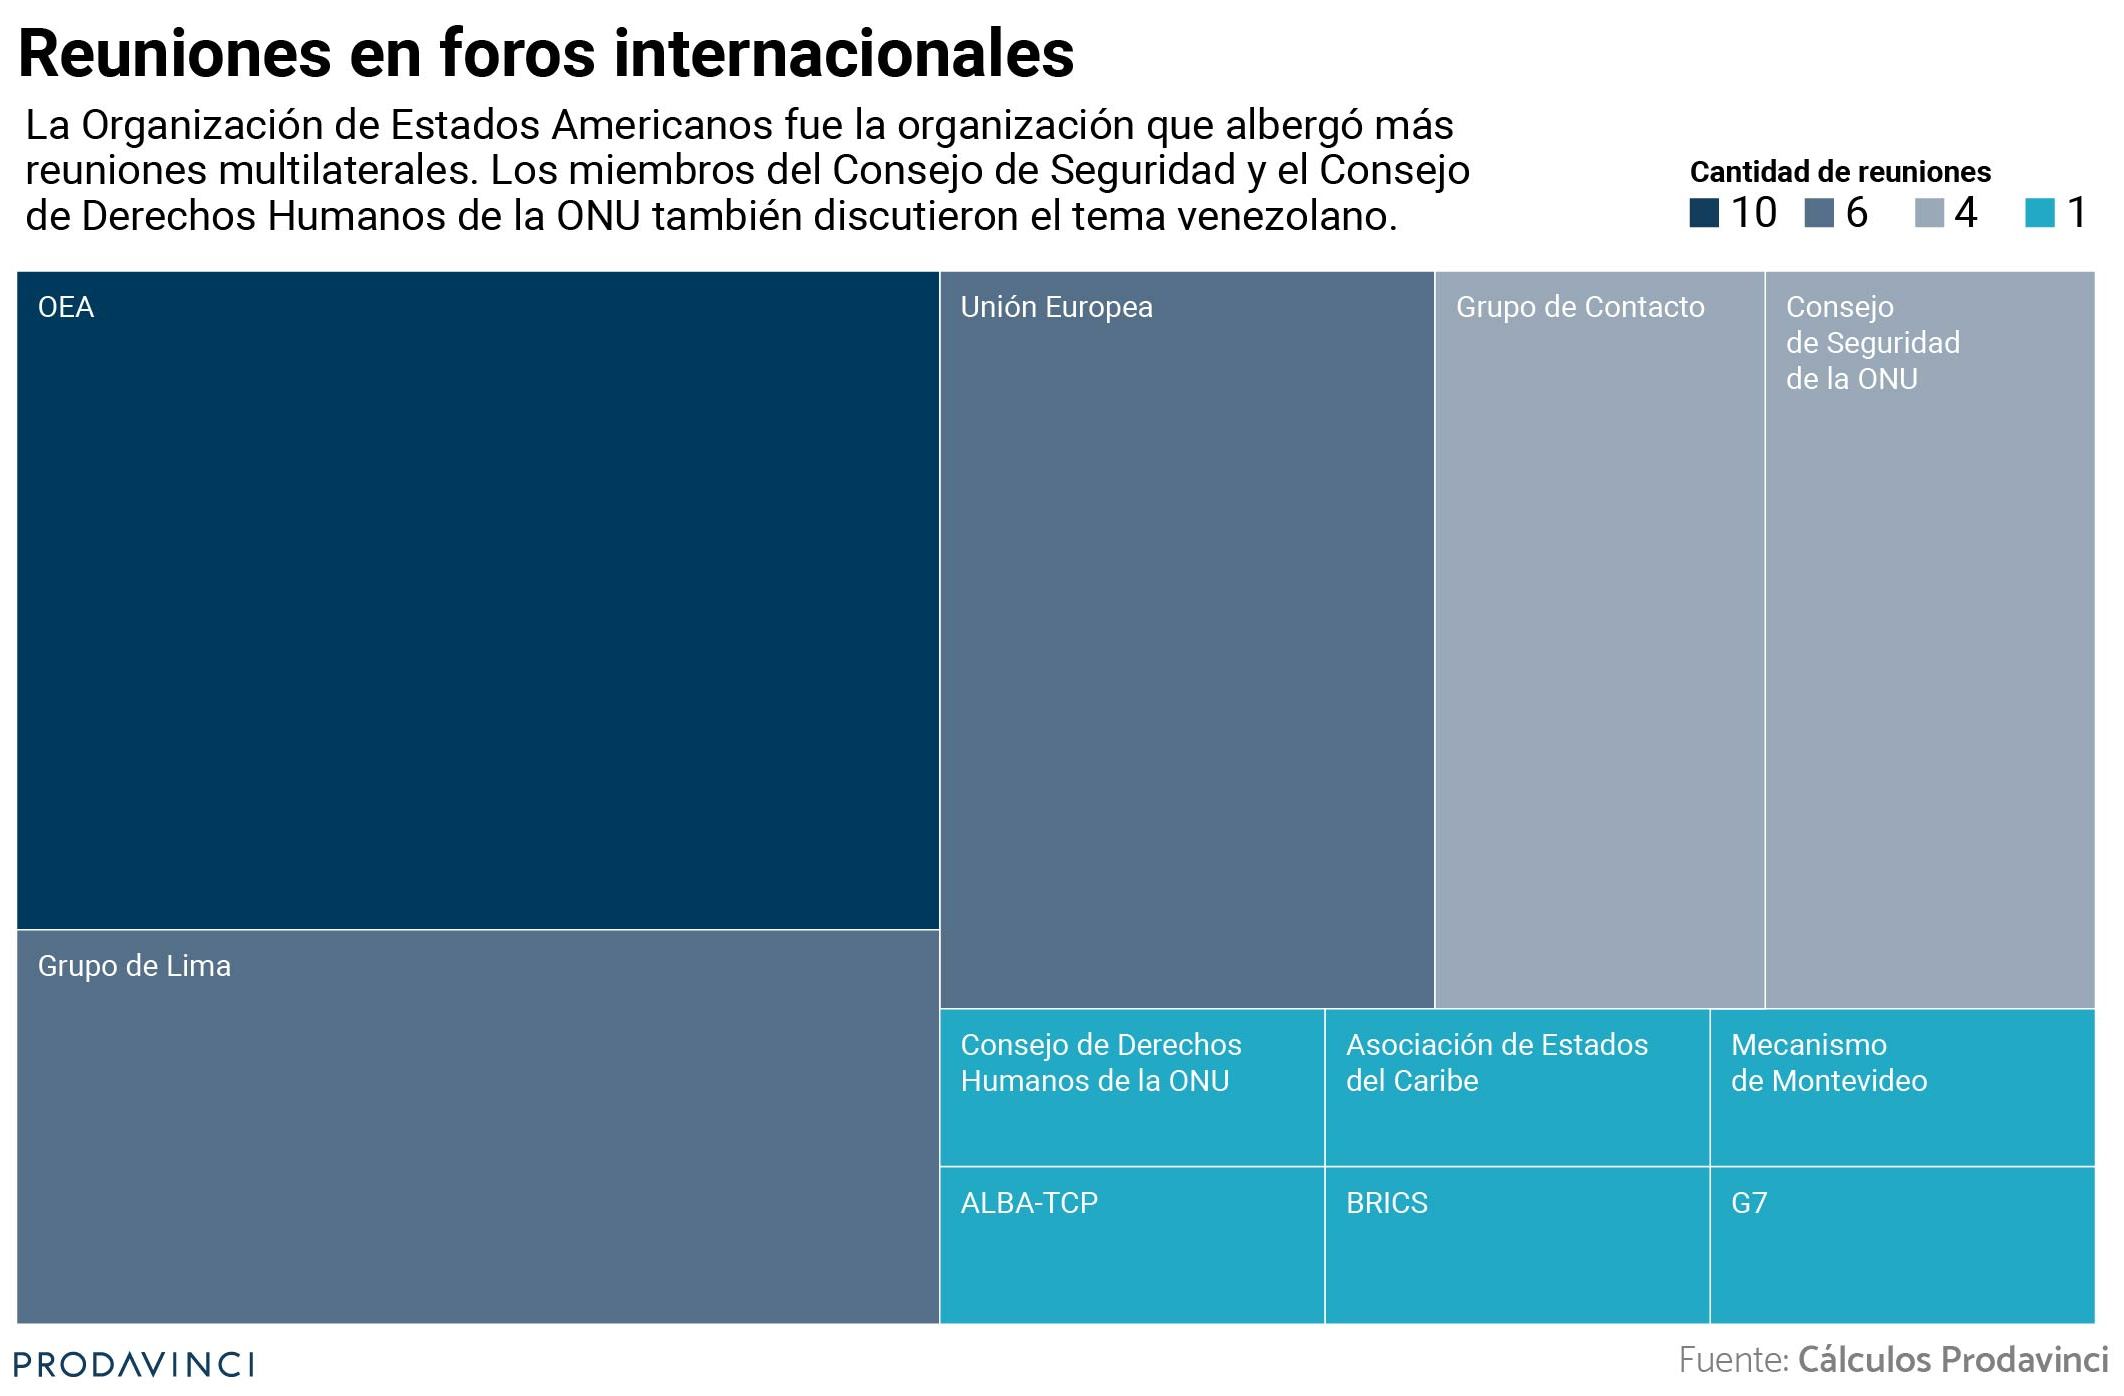 Reuniones en foros internacionales
La Organización de Estados Americanos fue la organización que albergó más
reuniones multilaterales. Los miembros del Consejo de Seguridad y el Consejo
de Derechos Humanos de la ONU también discutieron el tema venezolano.
Cantidad de reuniones
10 6 4 1
OEA
Unión Europea
Grupo de Contacto
Consejo
de Seguridad
de la ONU
Grupo de Lima
Consejo de Derechos
Humanos de la ONU
Asociación de Estados
del Caribe
Mecanismo
de Montevideo
ALBA-TCP
BRICS
G7
PRODAVINCI
Fuente: Cálculos Prodavinci